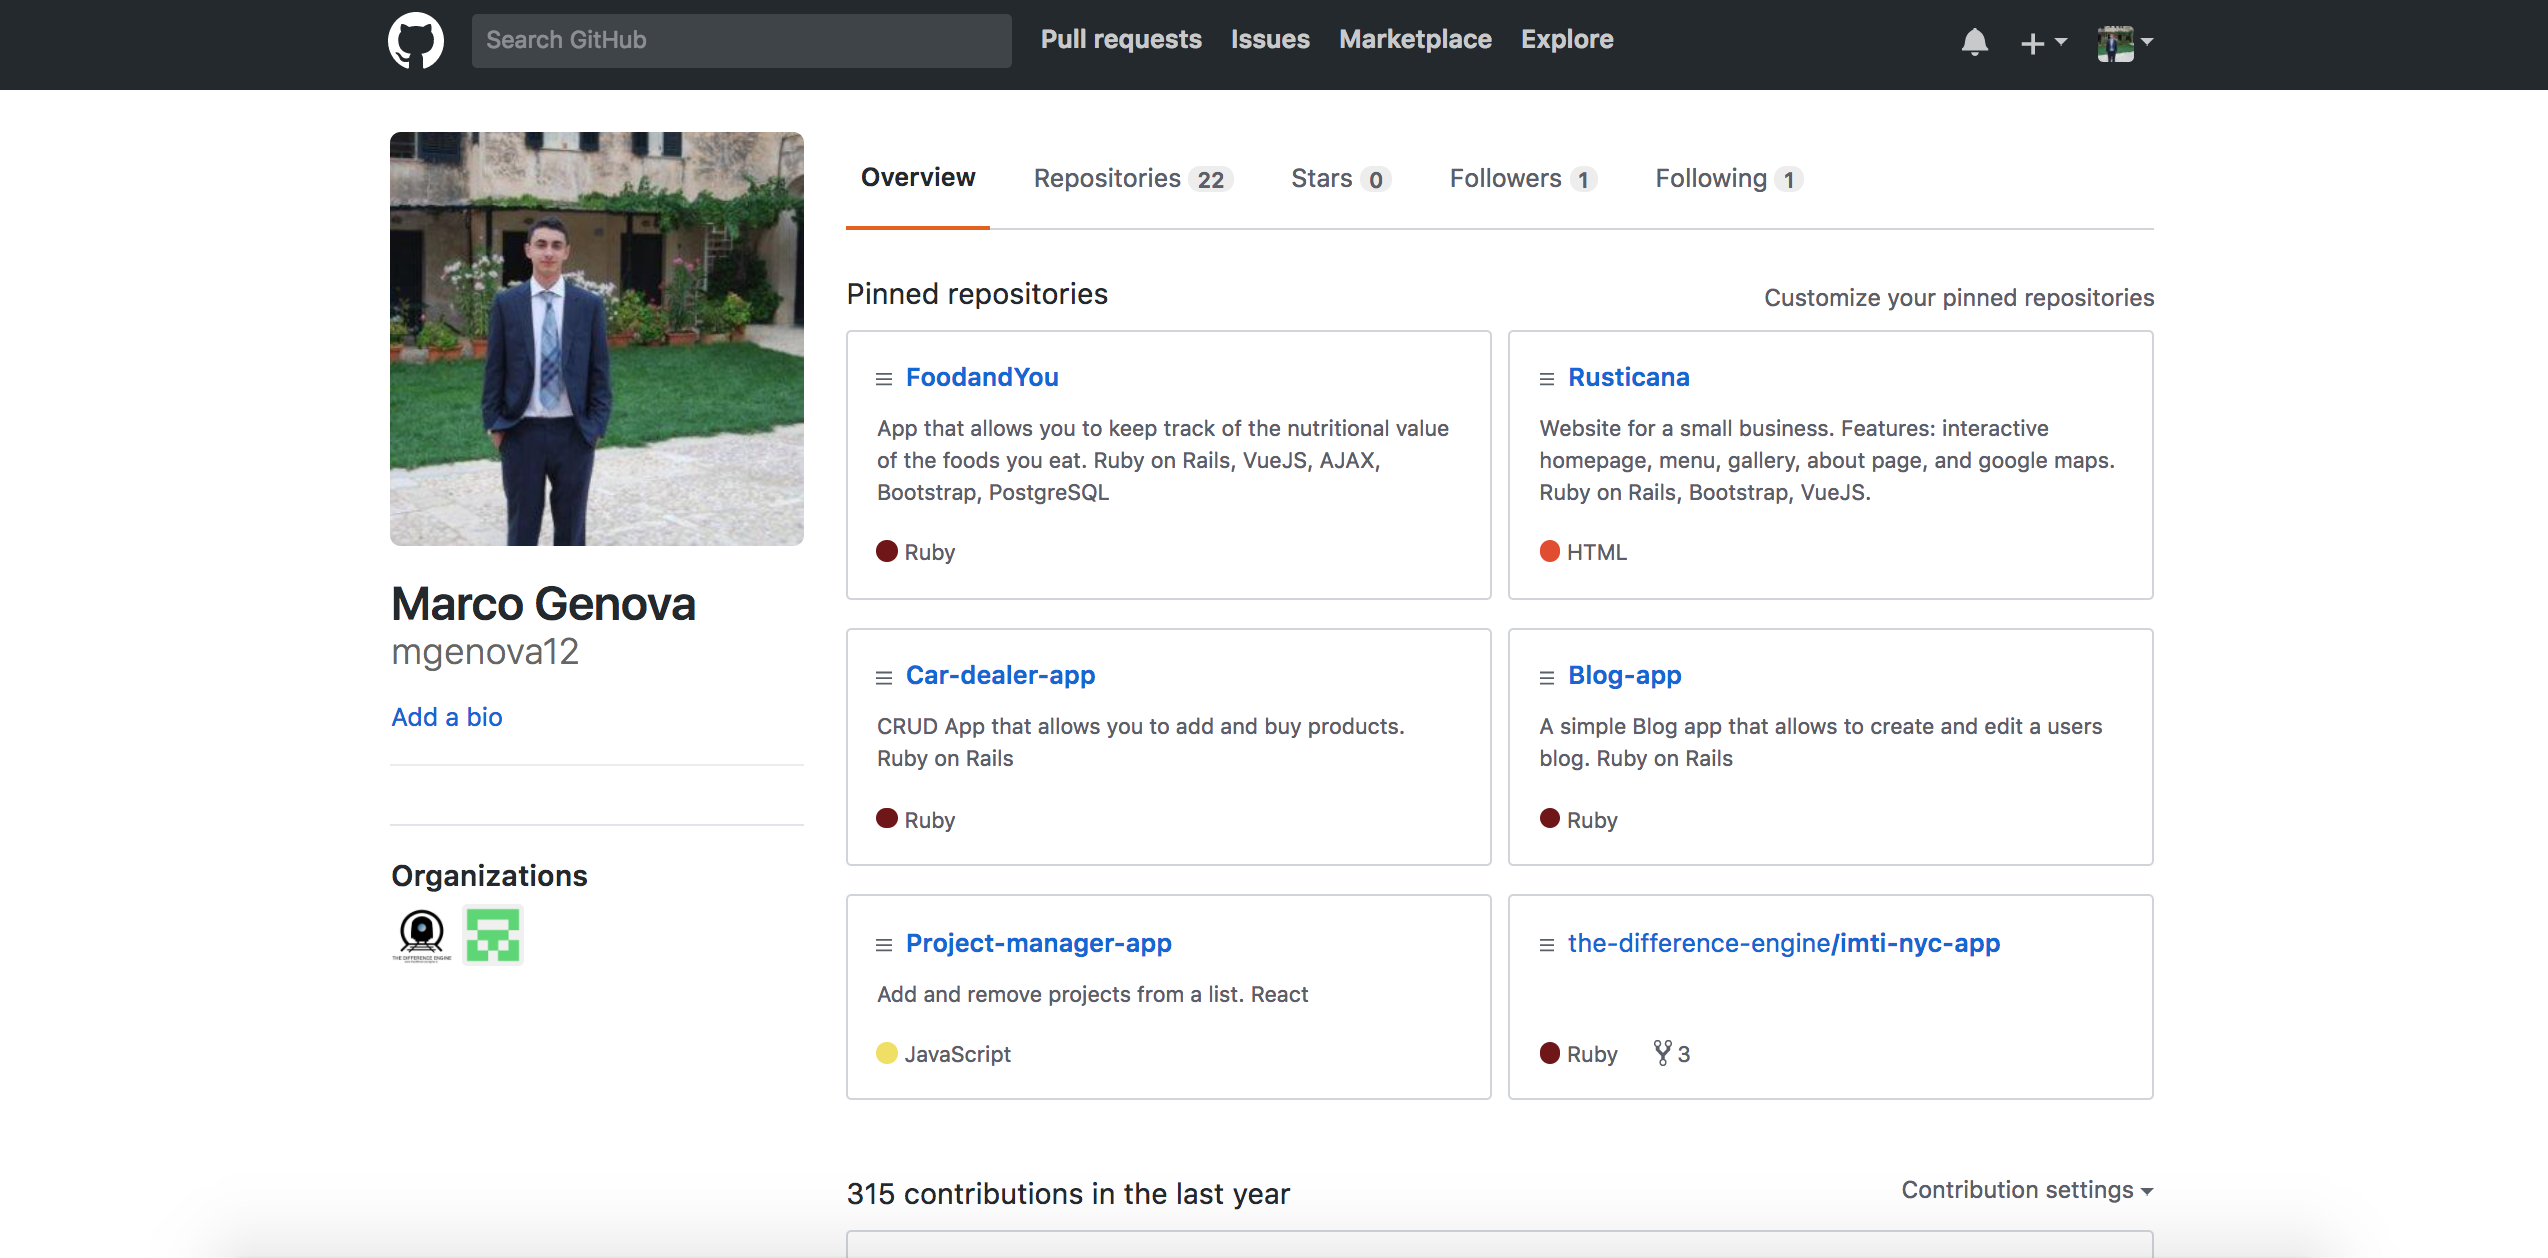 Search GitHub
Pull requests Issues Marketplace Explore
Overview Repositories 22 Stars 0 Followers 1 Following 1
Marco Genova
mgenova12
Add a bio
Organizations
THE DIFFERENCE ENGINE
Pinned repositories
Customize your pinned repositories
FoodandYou
App that allows you to keep track of the nutritional value
of the foods you eat. Ruby on Rails, VueJS, AJAX,
Bootstrap, PostgreSQL
Ruby
Rusticana
Website for a small business. Features: interactive
homepage, menu, gallery, about page, and google maps.
Ruby on Rails, Bootstrap, VueJS.
HTML
Car-dealer-app
CRUD App that allows you to add and buy products.
Ruby on Rails
Ruby
Blog-app
A simple Blog app that allows to create and edit a users
blog. Ruby on Rails
Ruby
Project-manager-app
Add and remove projects from a list. React
JavaScript
the-difference-engine/imti-nyc-app
Ruby 3
315 contributions in the last year
Contribution settings